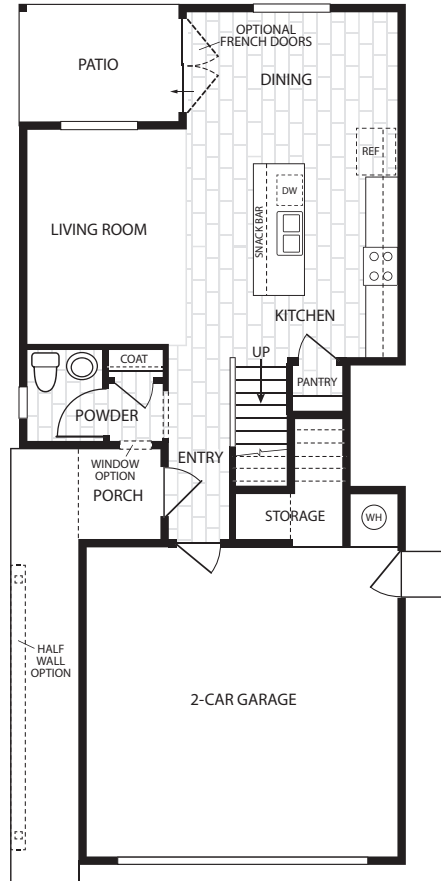 OPTIONAL
FRENCH DOORS
PATIO
DINING
REF
DW
LIVING ROOM
SNACK BAR
KITCHEN
COAT
UP
PANTRY
POWDER
WINDOW
OPTION
ENTRY
PORCH
STORAGE
WH
HALF
WALL
OPTION
2-CAR GARAGE